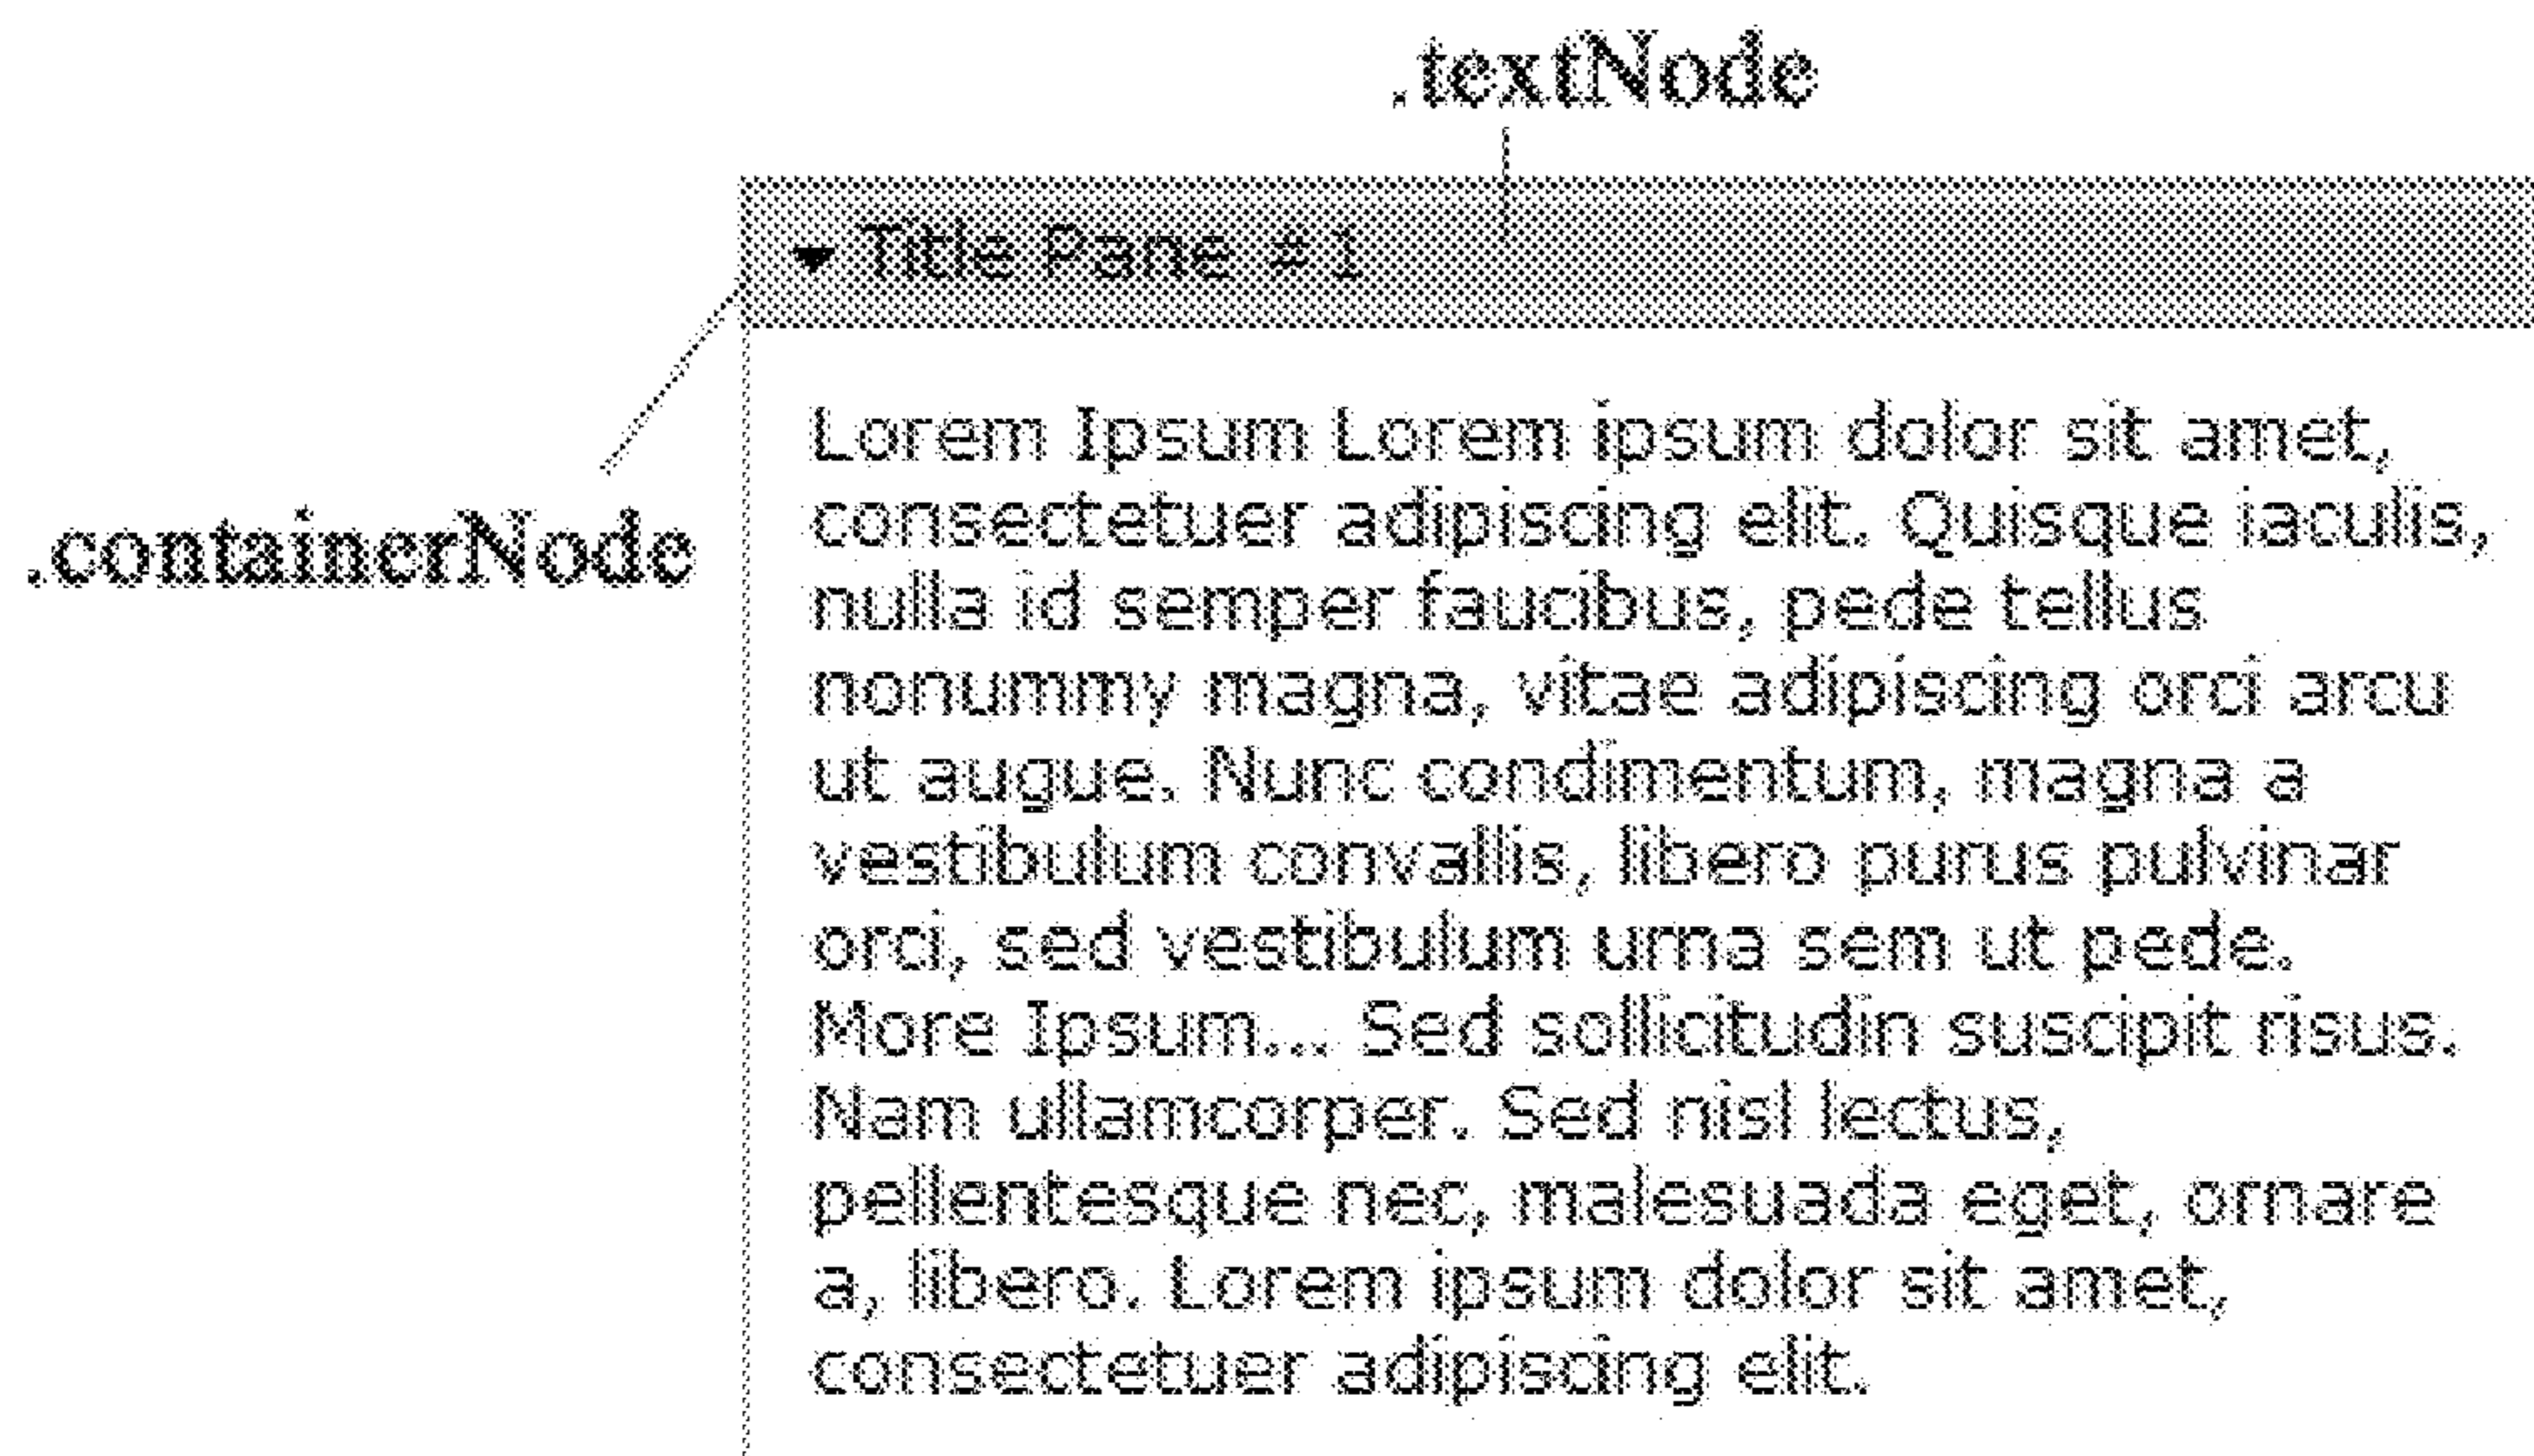 .textNode
Title Pane #1
.containerNode
Lorem Ipsum Lorem ipsum dolor sit amet,
consectetuer adipiscing elit. Quisque iaculis,
nulla id semper faucibus, pede tellus
nonummy magna, vitae adipiscing orci arcu
ut augue. Nunc condimentum, magna a
vestibulum convallis, libero purus pulvinar
orci, sed vestibulum urna sem ut pede.
More Ipsum... Sed sollicitudin suscipit risus.
Nam ullamcorper. Sed nisl lectus,
pellentesque nec, malesuada eget, ornare
a, libero. Lorem ipsum dolor sit amet,
consectetuer adipiscing elit.